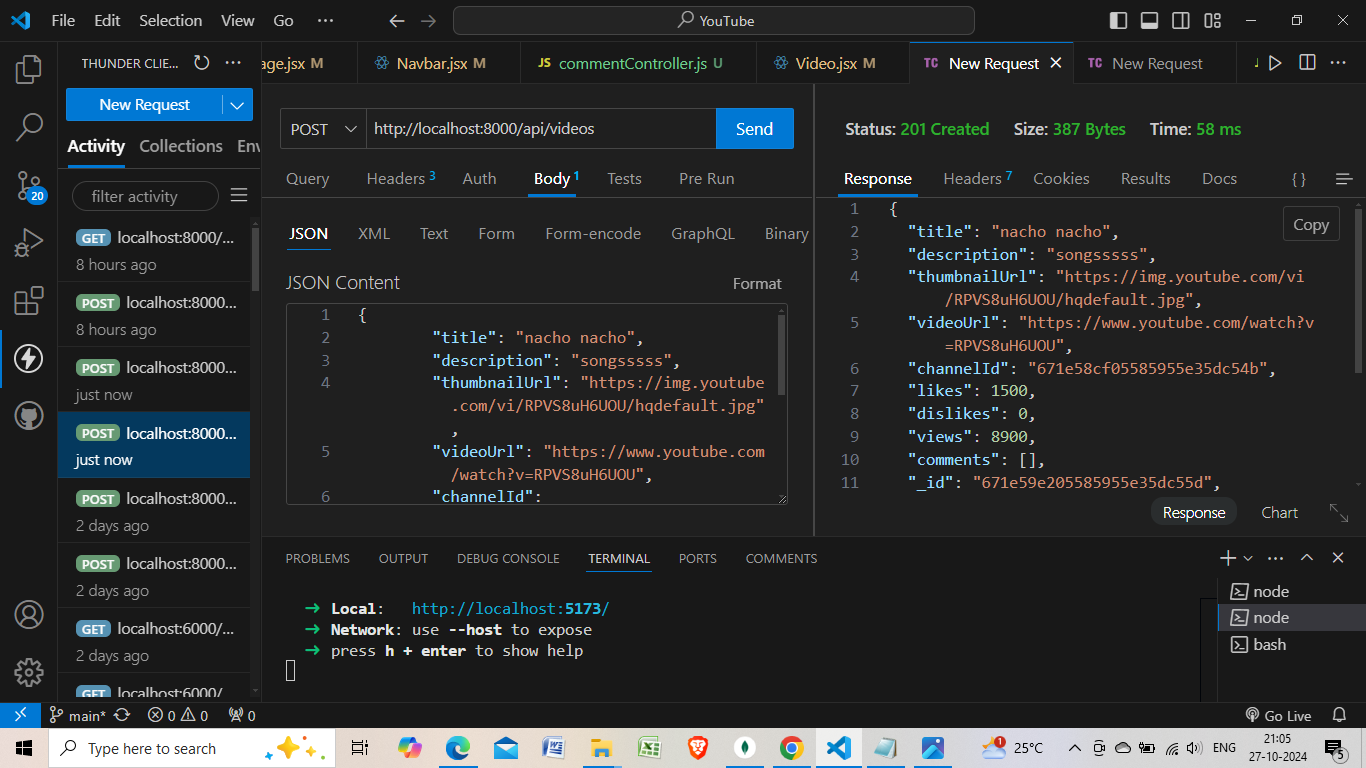 File Edit Selection View Go ··· YouTube
THUNDER CLIE... ···
New Request
Activity Collections Env
filter activity
GET localhost:8000/...
8 hours ago
POST localhost:8000...
8 hours ago
POST localhost:8000...
just now
POST localhost:8000...
just now
POST localhost:8000...
2 days ago
POST localhost:8000...
2 days ago
GET localhost:6000/...
2 days ago
GET localhost:6000/
age.jsx M Navbar.jsx M JS commentController.js U Video.jsx M TC New Request TC New Request
POST http://localhost:8000/api/videos Send
Query Headers 3 Auth Body 1 Tests Pre Run
JSON XML Text Form Form-encode GraphQL Binary
JSON Content Format
1 {
2 "title": "nacho nacho",
3 "description": "songsssss",
4 "thumbnailUrl": "https://img.youtube
.com/vi/RPVS8uH6UOU/hqdefault.jpg"
,
5 "videoUrl": "https://www.youtube.com
/watch?v=RPVS8uH6UOU",
6 "channelId":
Status: 201 Created Size: 387 Bytes Time: 58 ms
Response Headers 7 Cookies Results Docs { }
Copy
1 {
2 "title": "nacho nacho",
3 "description": "songsssss",
4 "thumbnailUrl": "https://img.youtube.com/vi
/RPVS8uH6UOU/hqdefault.jpg",
5 "videoUrl": "https://www.youtube.com/watch?v
=RPVS8uH6UOU",
6 "channelId": "671e58cf05585955e35dc54b",
7 "likes": 1500,
8 "dislikes": 0,
9 "views": 8900,
10 "comments": [],
11 "_id": "671e59e205585955e35dc55d",
Response Chart
PROBLEMS OUTPUT DEBUG CONSOLE TERMINAL PORTS COMMENTS
➜ Local: http://localhost:5173/
➜ Network: use --host to expose
➜ press h + enter to show help
node
node
bash
20
main* 0 0 0 Go Live
Type here to search 1 25°C ENG 21:05
27-10-2024 5